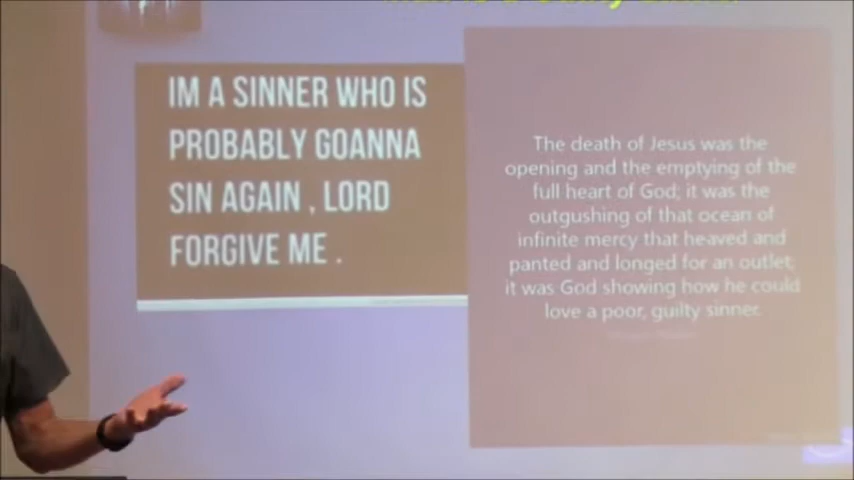 IM A SINNER WHO IS
PROBABLY GOANNA
SIN AGAIN , LORD
FORGIVE ME .
The death of Jesus was the
opening and the emptying of the
full heart of God; it was the
outgushing of that ocean of
infinite mercy that heaved and
panted and longed for an outlet;
it was God showing how he could
love a poor, guilty sinner.